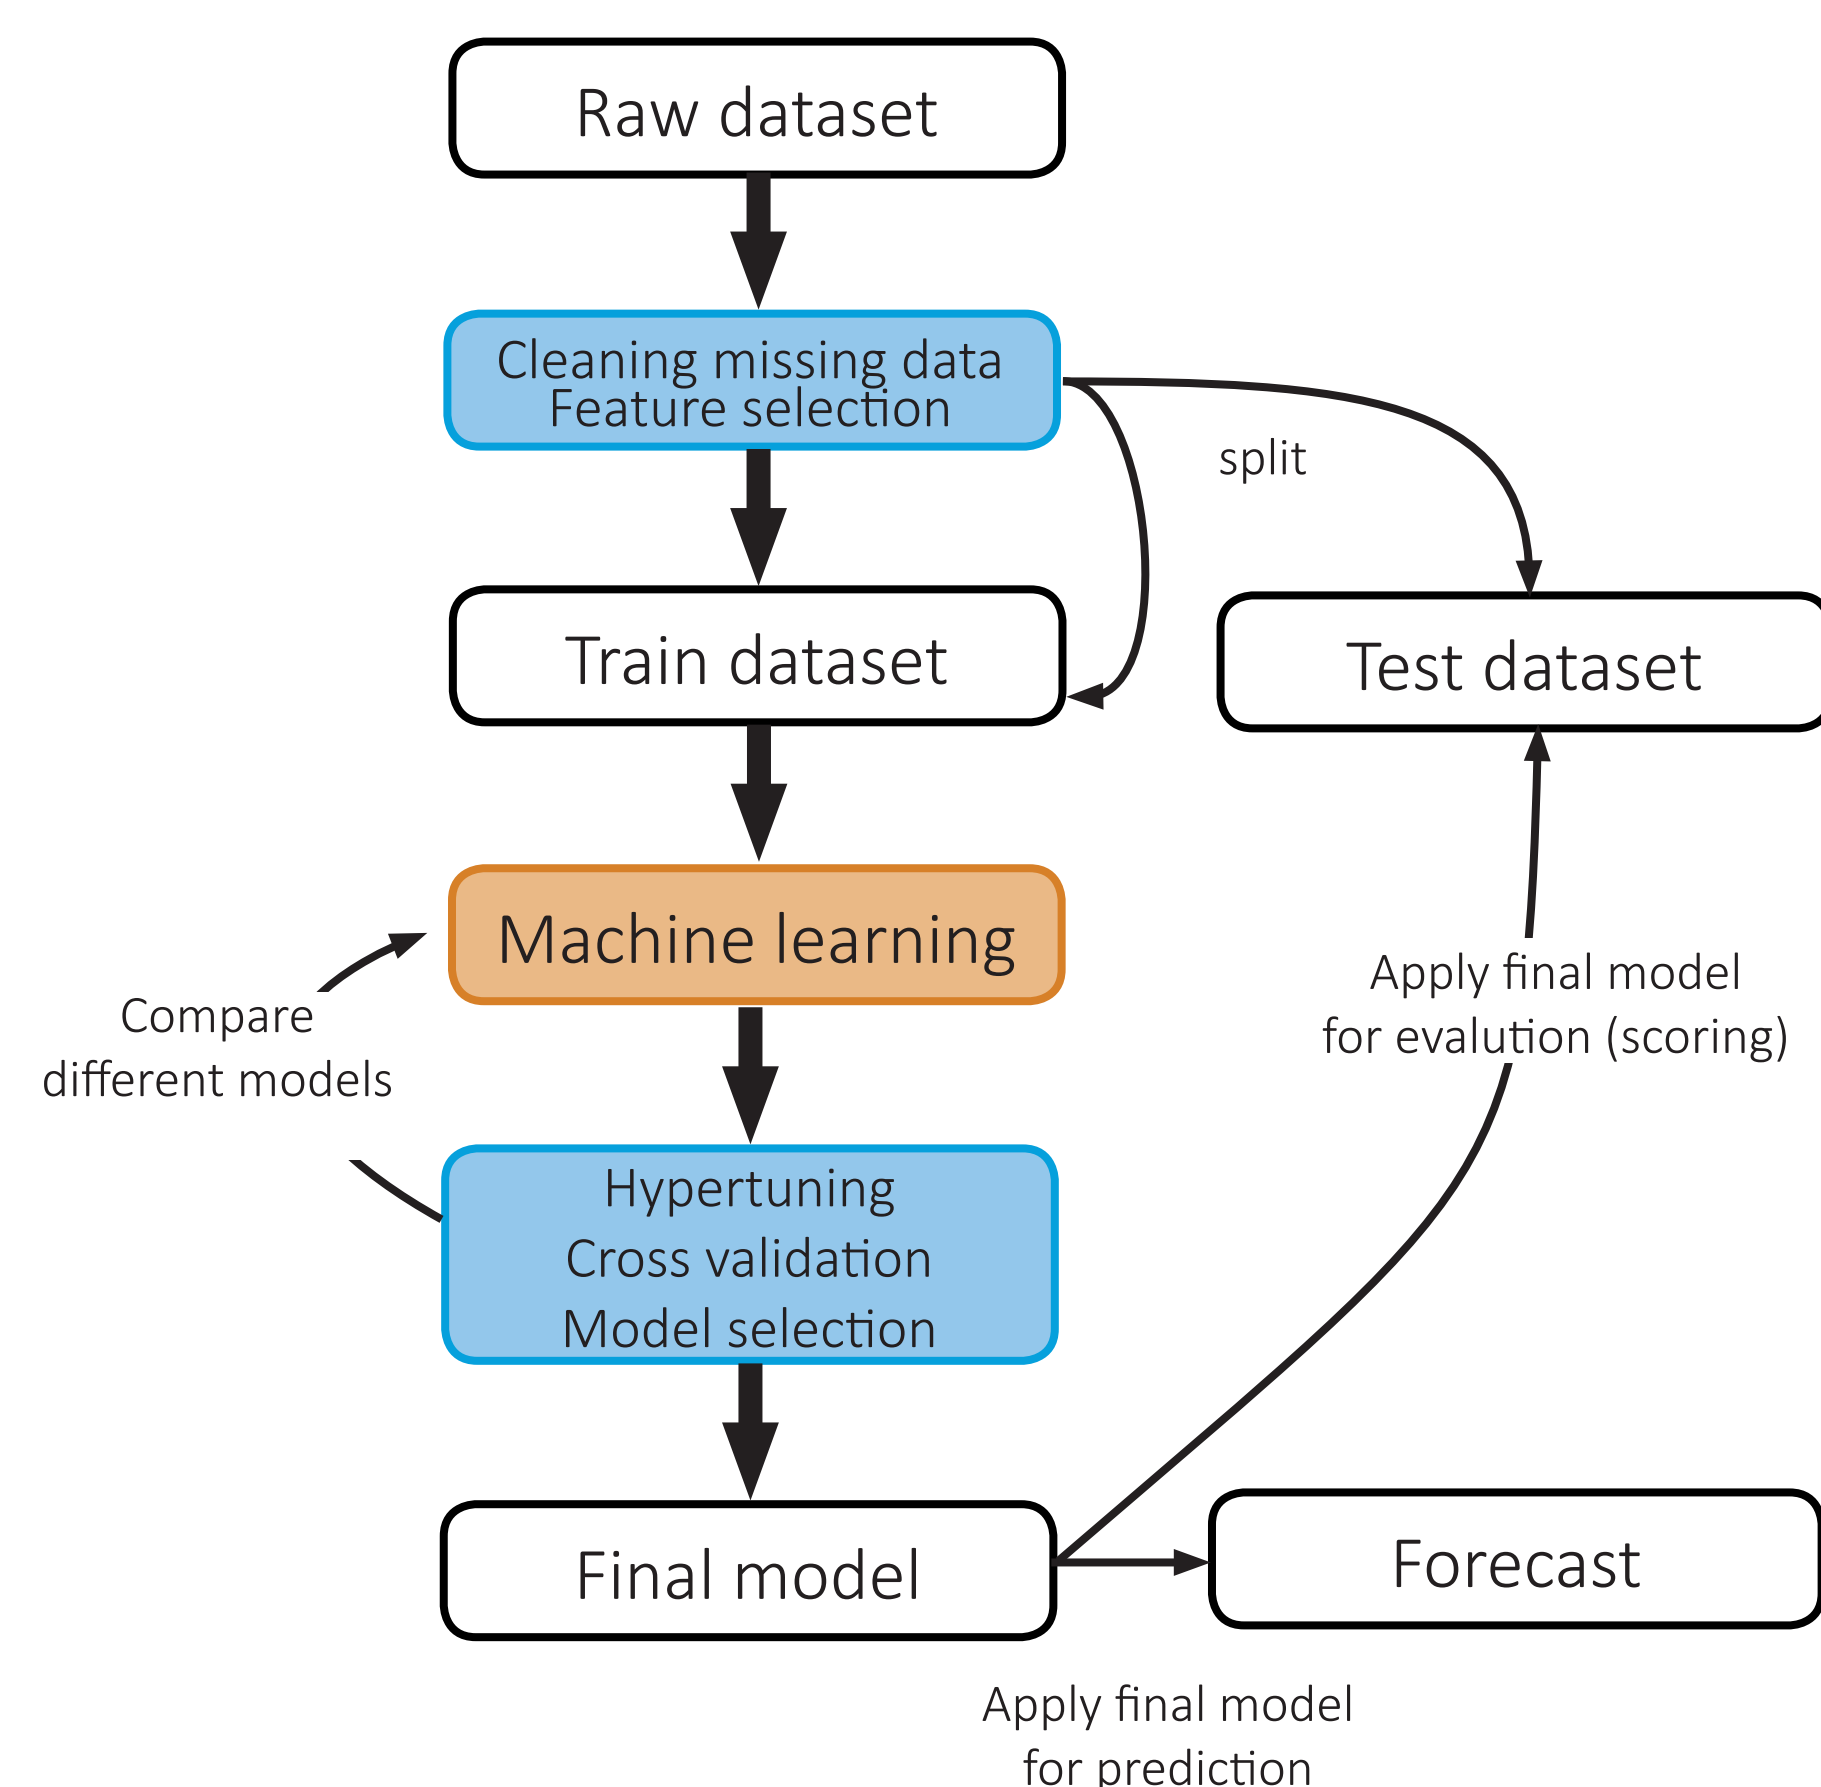 Raw dataset
Cleaning missing data
Feature selection
split
Train dataset
Test dataset
Machine learning
Compare
different models
Apply final model
for evalution (scoring)
Hypertuning
Cross validation
Model selection
Final model
Forecast
Apply final model
for prediction